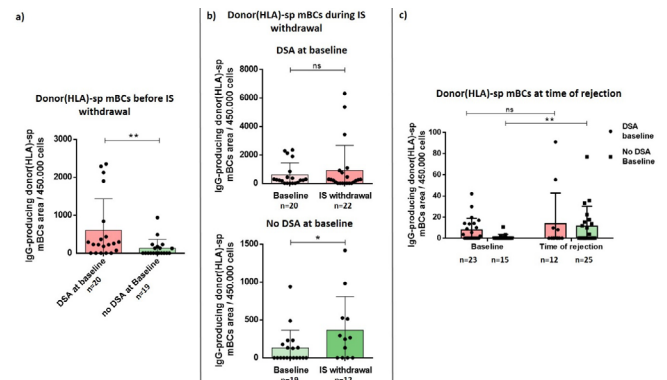 a)
Donor(HLA)-sp mBCs before IS
withdrawal
IgG-producing donor(HLA)-sp
mBCs area / 450.000 cells
3000
2000
1000
0
**
DSA at baseline
n=20
no DSA at Baseline
n=19
b)
Donor(HLA)-sp mBCs during IS
withdrawal
DSA at baseline
IgG-producing donor(HLA)-sp
mBCs area / 450.000 cells
8000
6000
4000
2000
0
ns
Baseline
n=20
IS withdrawal
n=22
No DSA at baseline
IgG-producing donor(HLA)-sp
mBCs area / 450.000 cells
1500
1000
500
0
*
Baseline
n=19
IS withdrawal
n=12
c)
Donor(HLA)-sp mBCs at time of rejection
IgG-producing donor(HLA)-sp
mBCs area / 450.000 cells
100
80
60
40
20
0
ns
**
DSA
baseline
No DSA
Baseline
Baseline
Time of rejection
n=23
n=15
n=12
n=25